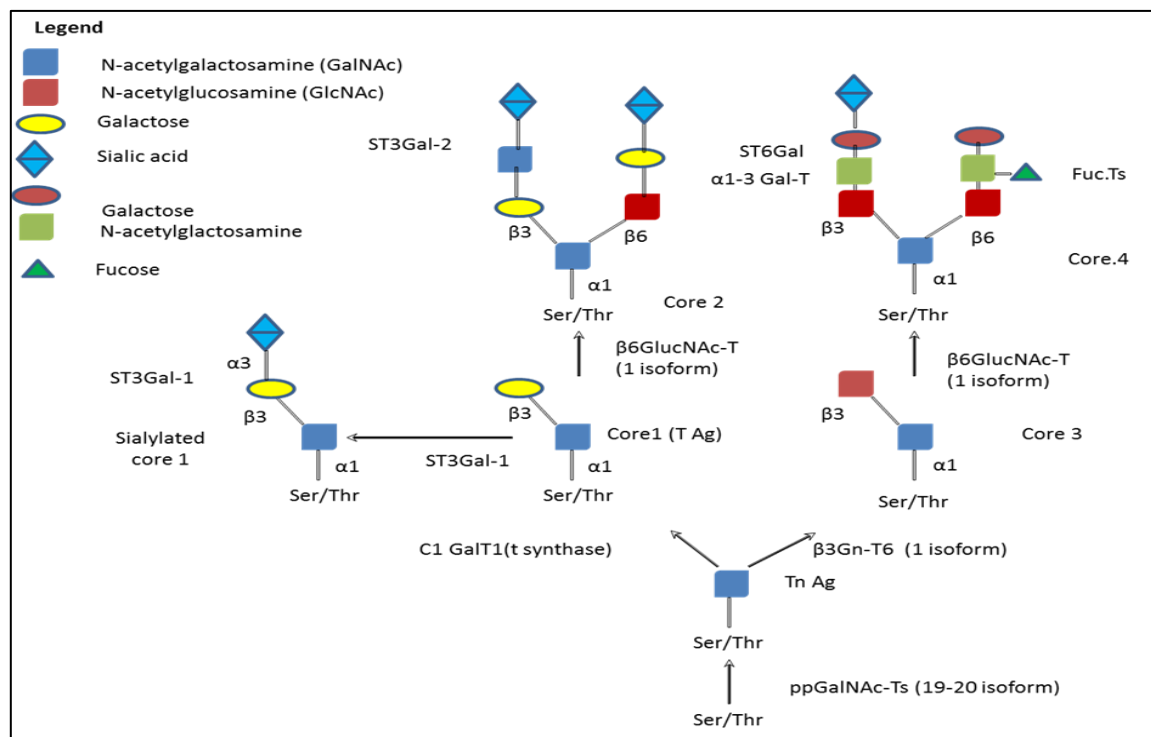 Legend
N-acetylgalactosamine (GalNAc)
N-acetylglucosamine (GlcNAc)
Galactose
Sialic acid
Galactose
N-acetylglactosamine
Fucose
ST3Gal-2
β3
β6
α1
Ser/Thr
Core 2
ST6Gal
α1-3 Gal-T
Fuc.Ts
β3
β6
Core.4
α1
Ser/Thr
β6GlucNAc-T
(1 isoform)
β6GlucNAc-T
(1 isoform)
α3
ST3Gal-1
β3
Sialylated
core 1
α1
Ser/Thr
ST3Gal-1
β3
Core1 (T Ag)
α1
Ser/Thr
β3
Core 3
α1
Ser/Thr
C1 GalT1(t synthase)
β3Gn-T6 (1 isoform)
Tn Ag
Ser/Thr
ppGalNAc-Ts (19-20 isoform)
Ser/Thr